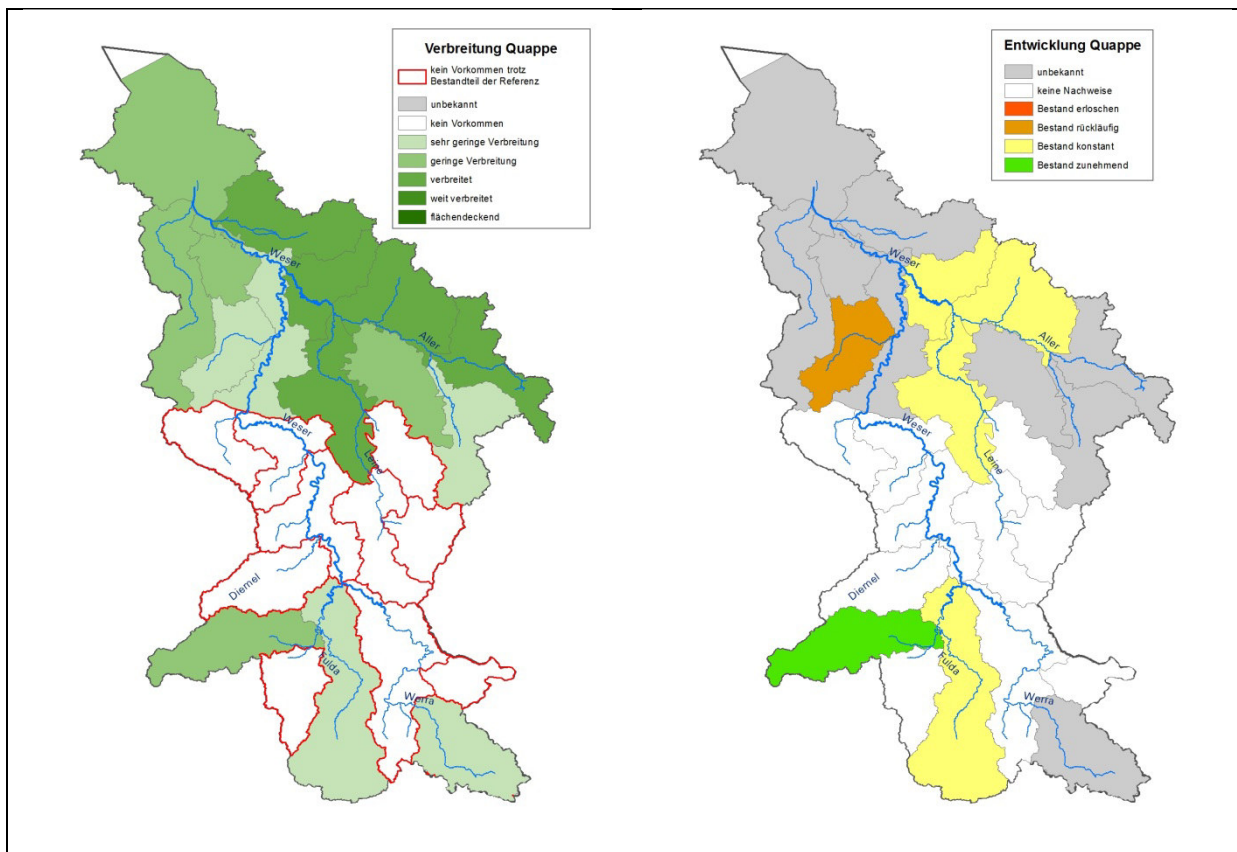 Verbreitung Quappe
kein Vorkommen trotz
Bestandteil der Referenz
unbekannt
kein Vorkommen
sehr geringe Verbreitung
geringe Verbreitung
verbreitet
weit verbreitet
flächendeckend
Weser
Aller
Weser
Leine
Diemel
Fulda
Werra
Entwicklung Quappe
unbekannt
keine Nachweise
Bestand erloschen
Bestand rückläufig
Bestand konstant
Bestand zunehmend
Weser
Aller
Weser
Leine
Diemel
Fulda
Werra